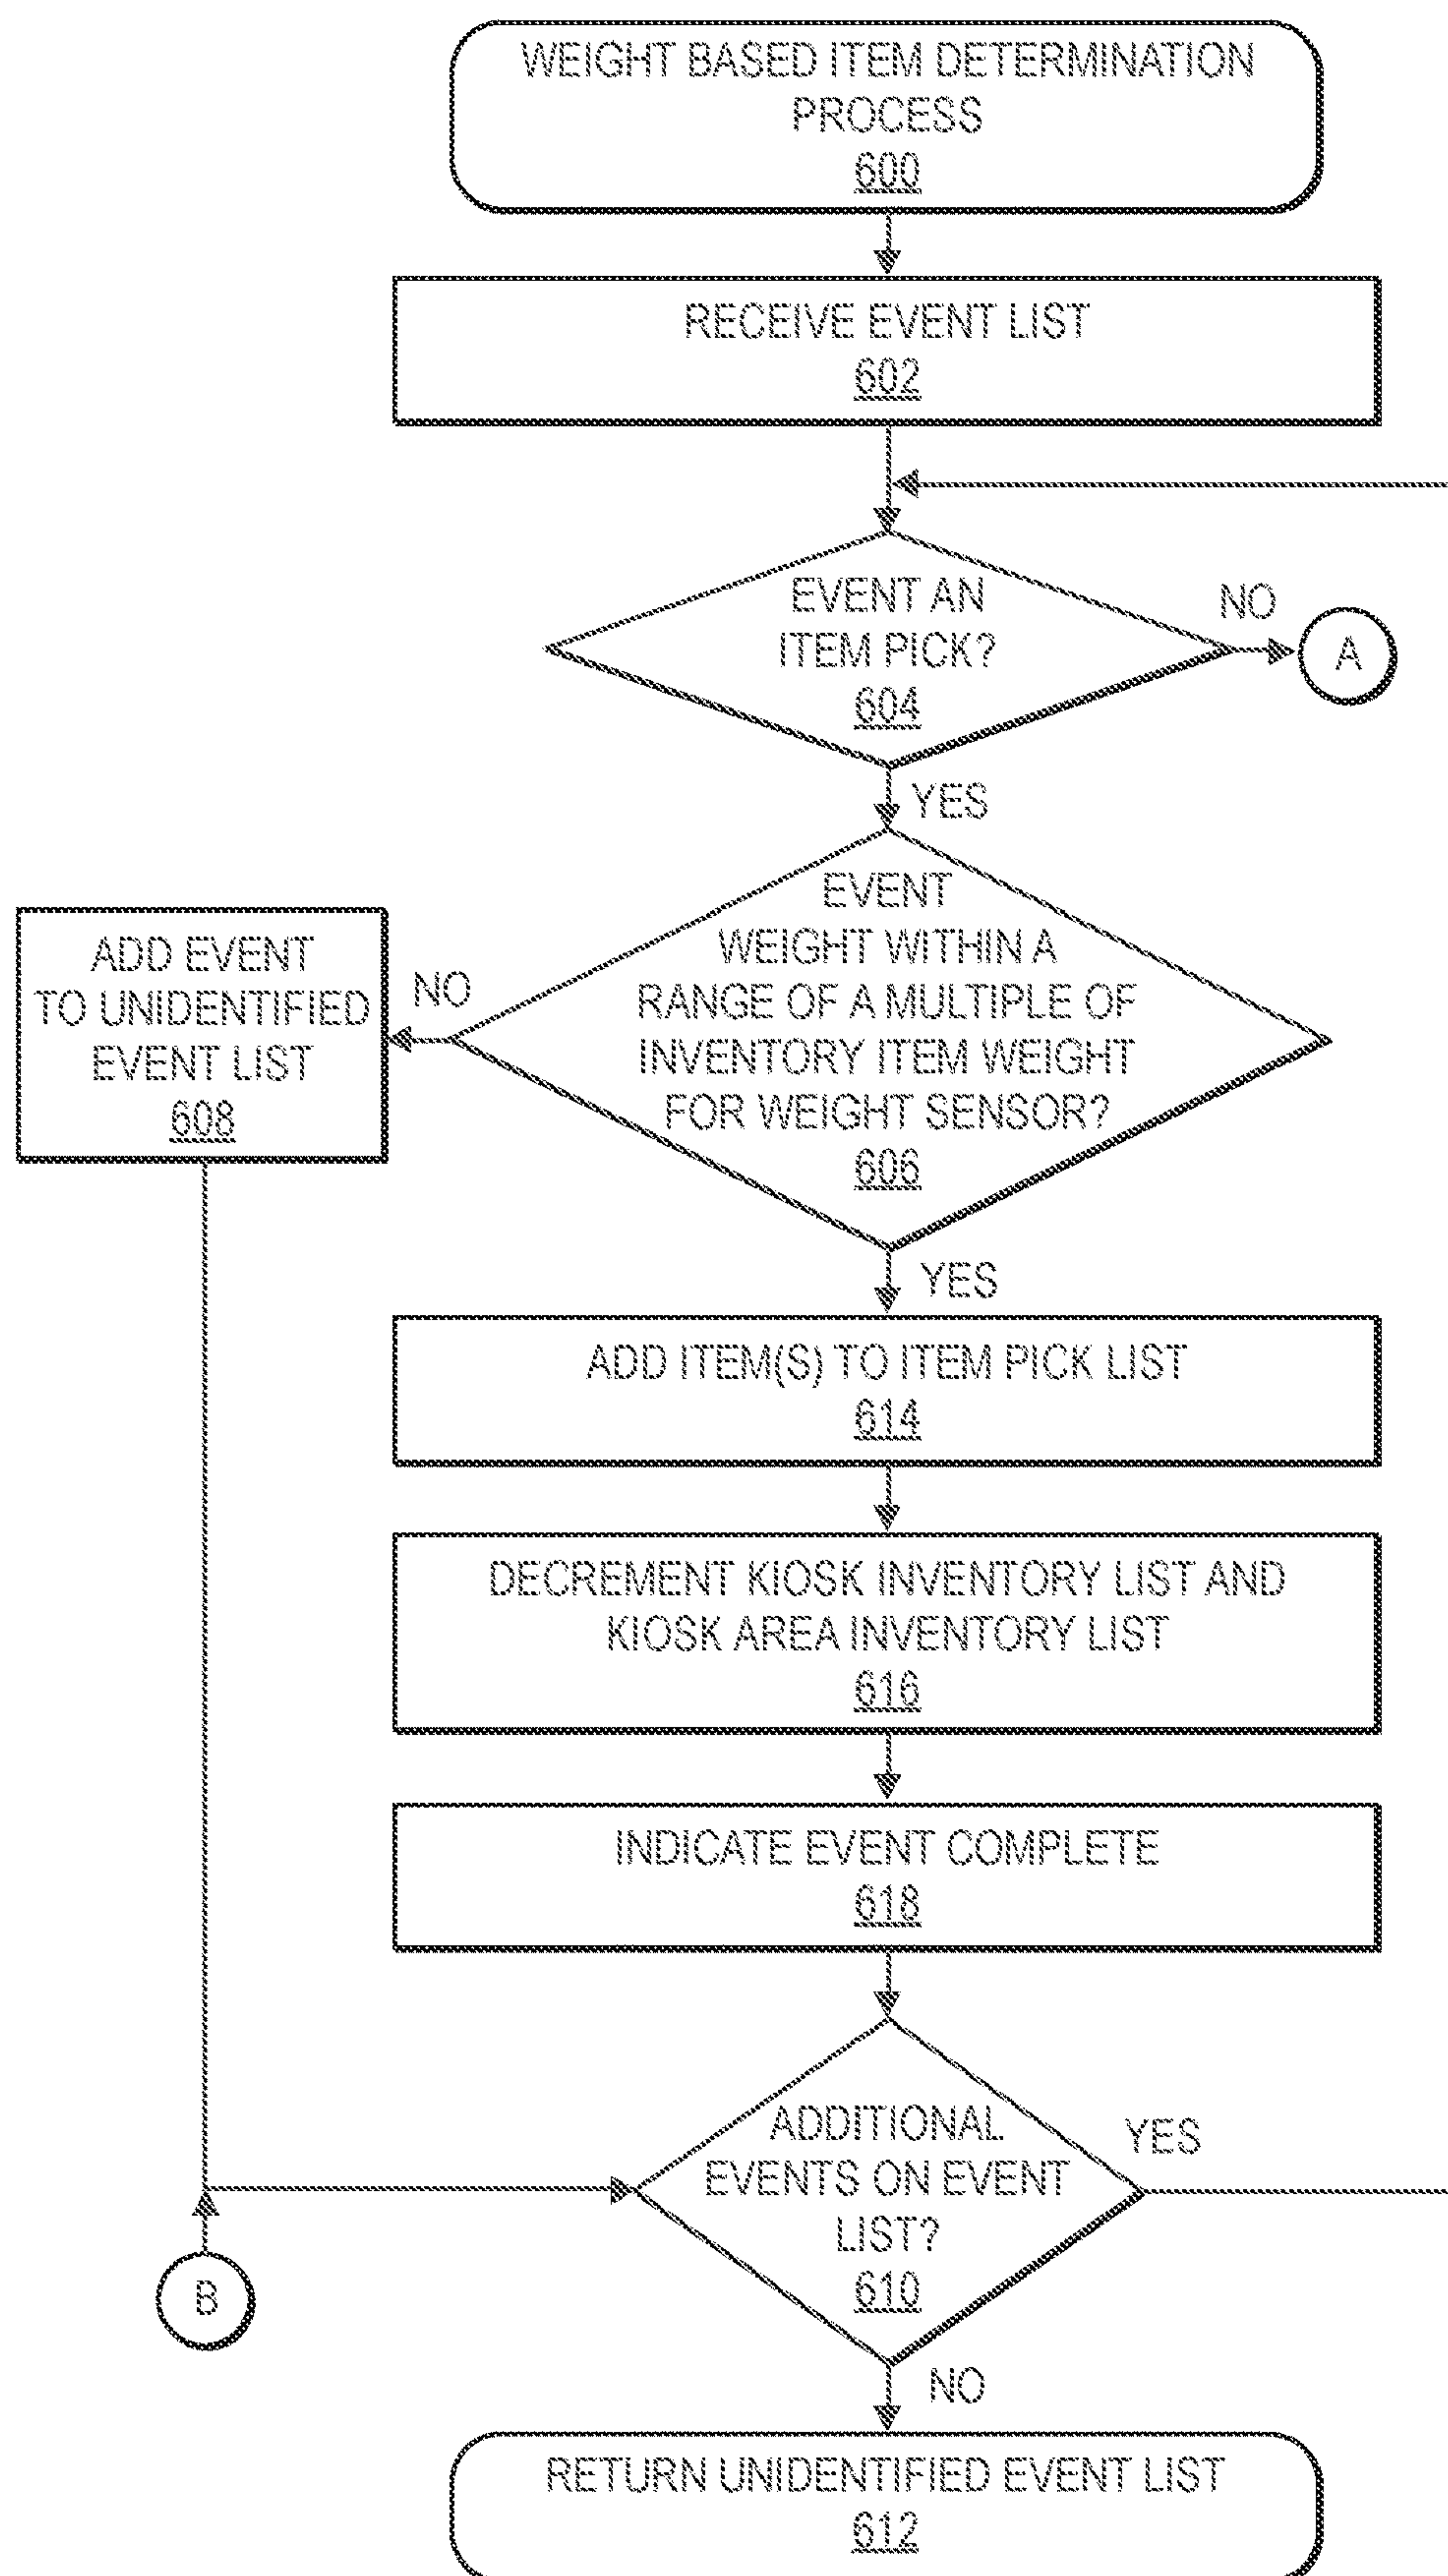 WEIGHT BASED ITEM DETERMINATION
PROCESS
600
RECEIVE EVENT LIST
602
EVENT AN
ITEM PICK?
604
NO
A
YES
EVENT
WEIGHT WITHIN A
RANGE OF A MULTIPLE OF
INVENTORY ITEM WEIGHT
FOR WEIGHT SENSOR?
606
NO
ADD EVENT
TO UNIDENTIFIED
EVENT LIST
608
YES
ADD ITEM(S) TO ITEM PICK LIST
614
DECREMENT KIOSK INVENTORY LIST AND
KIOSK AREA INVENTORY LIST
616
INDICATE EVENT COMPLETE
618
ADDITIONAL
EVENTS ON EVENT
LIST?
610
YES
B
NO
RETURN UNIDENTIFIED EVENT LIST
612